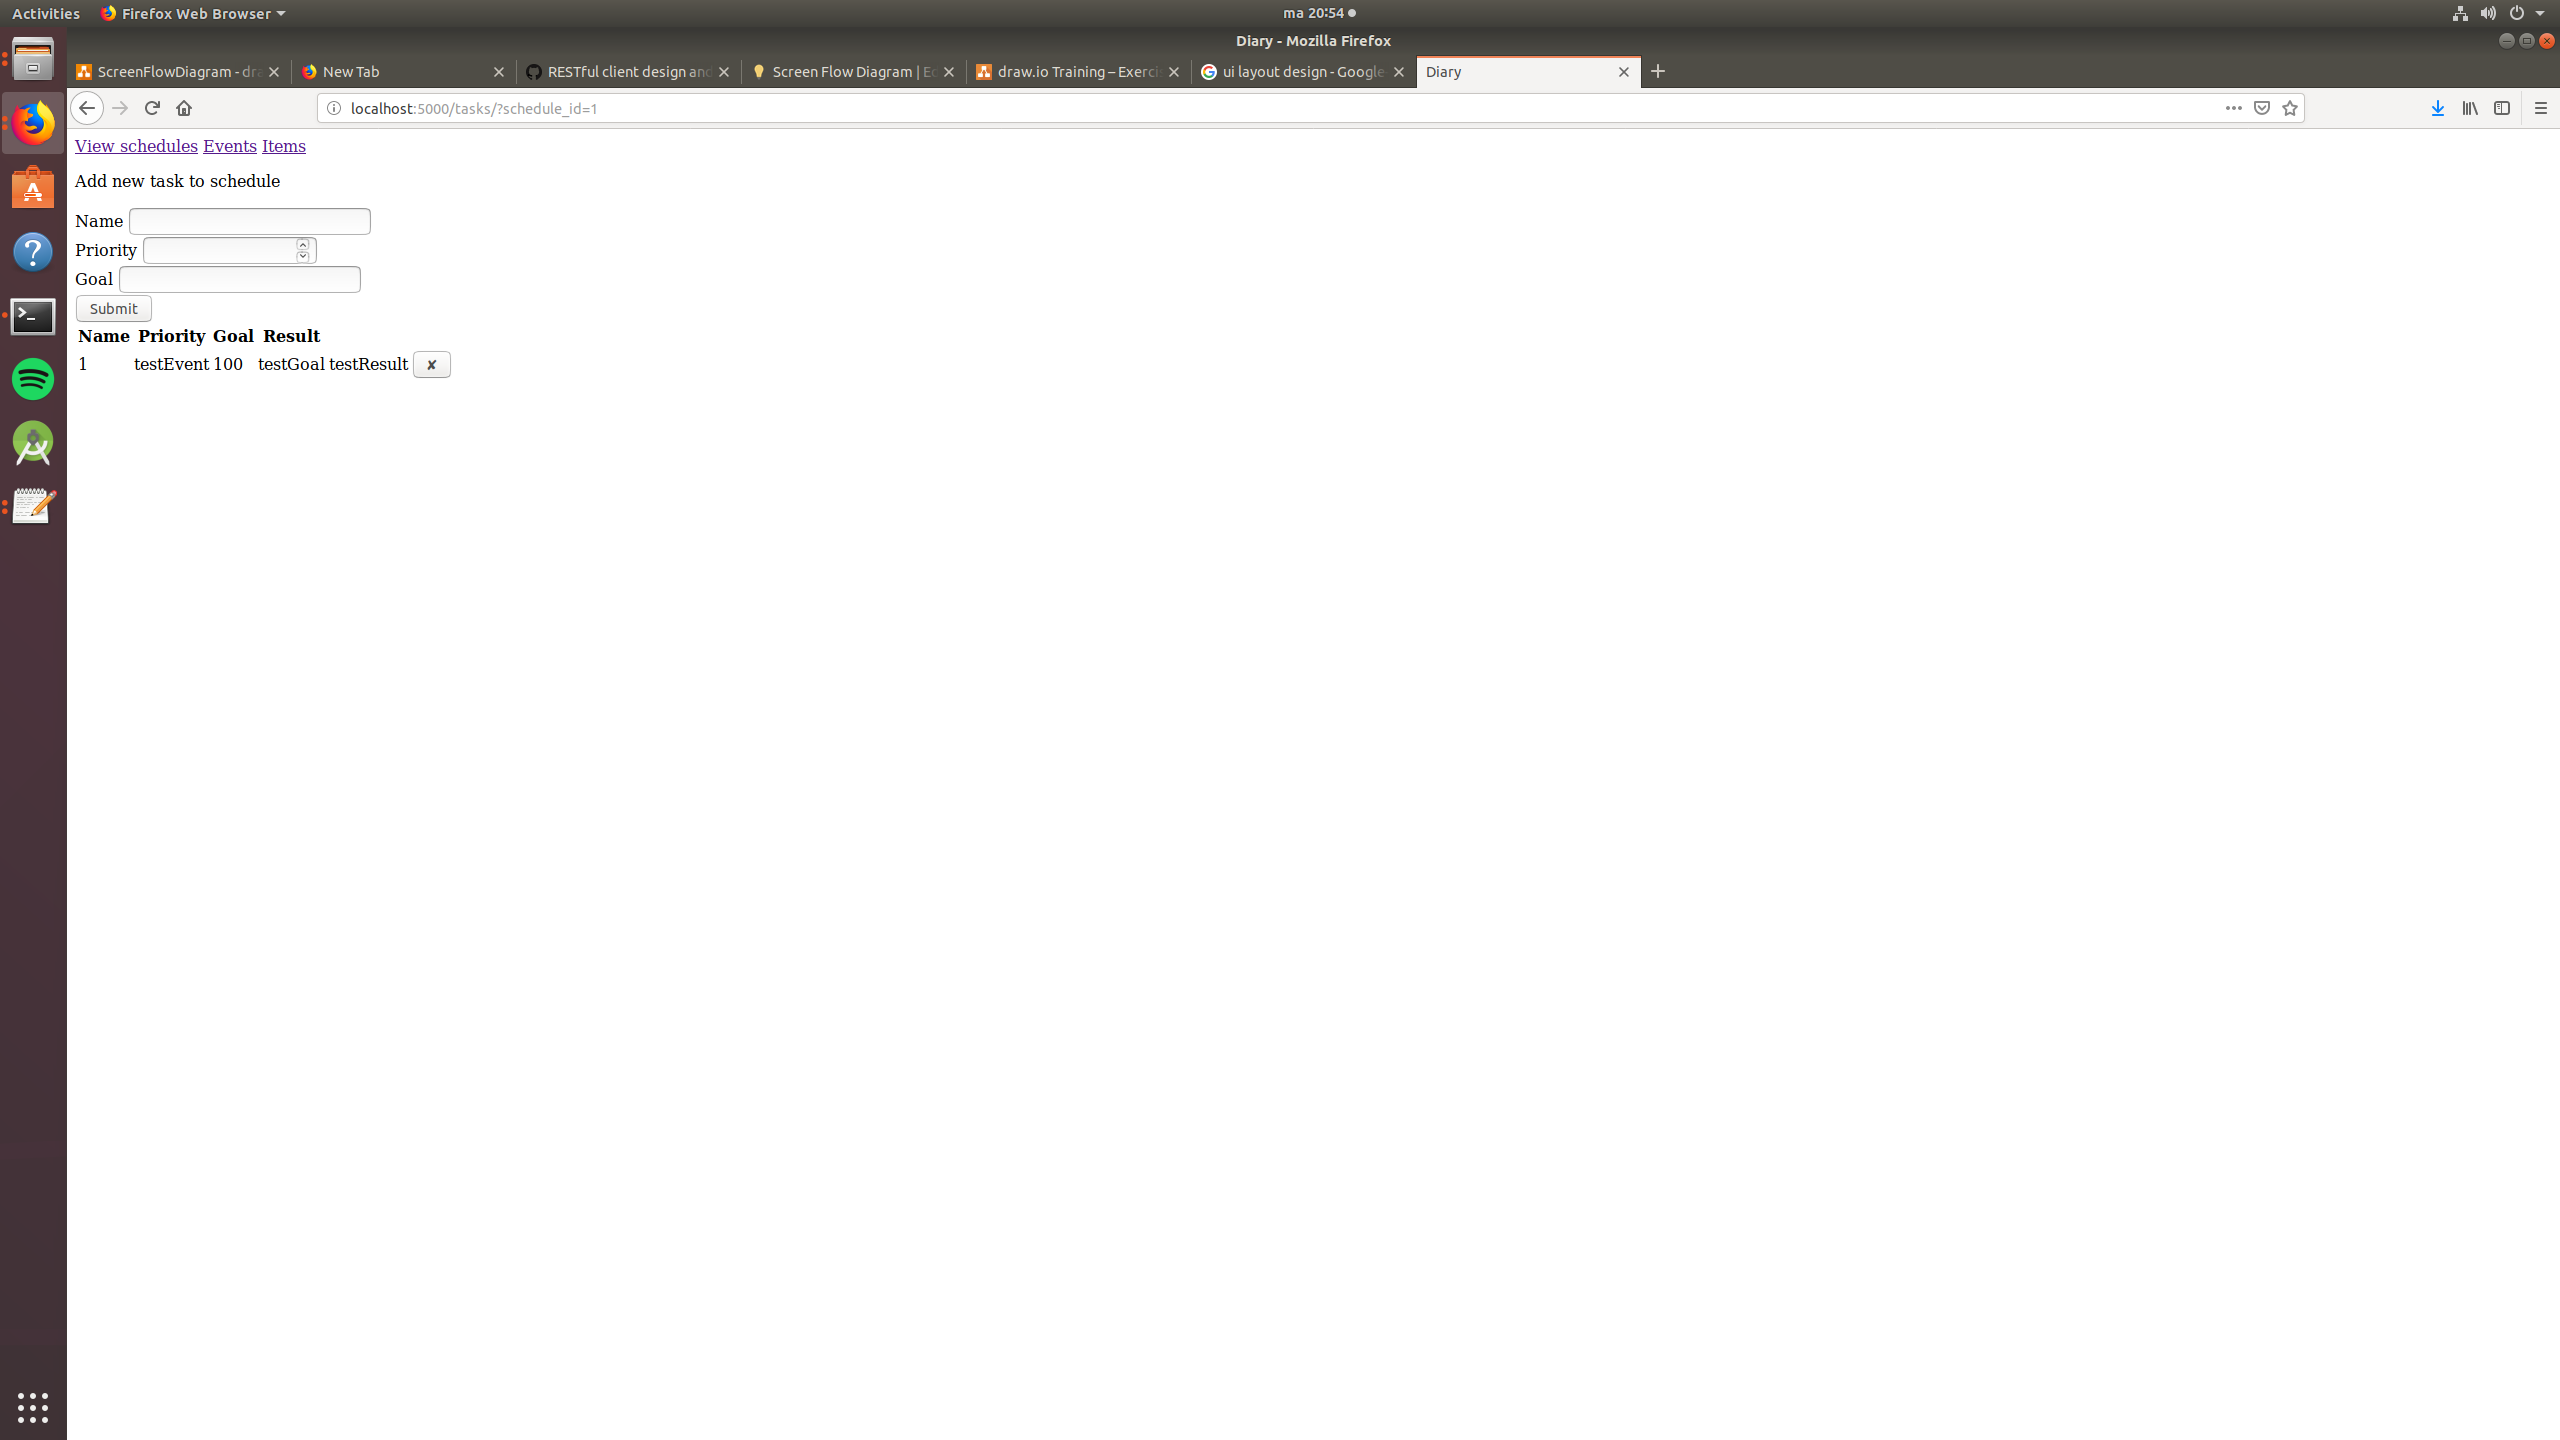 Activities Firefox Web Browser ma 20:54
Diary - Mozilla Firefox
ScreenFlowDiagram - dra New Tab RESTful client design and Screen Flow Diagram | Ed draw.io Training – Exerci ui layout design - Google Diary
localhost:5000/tasks/?schedule_id=1
View schedules Events Items
Add new task to schedule
Name
Priority
Goal
Submit
Name Priority Goal Result
1 testEvent 100 testGoal testResult ✘